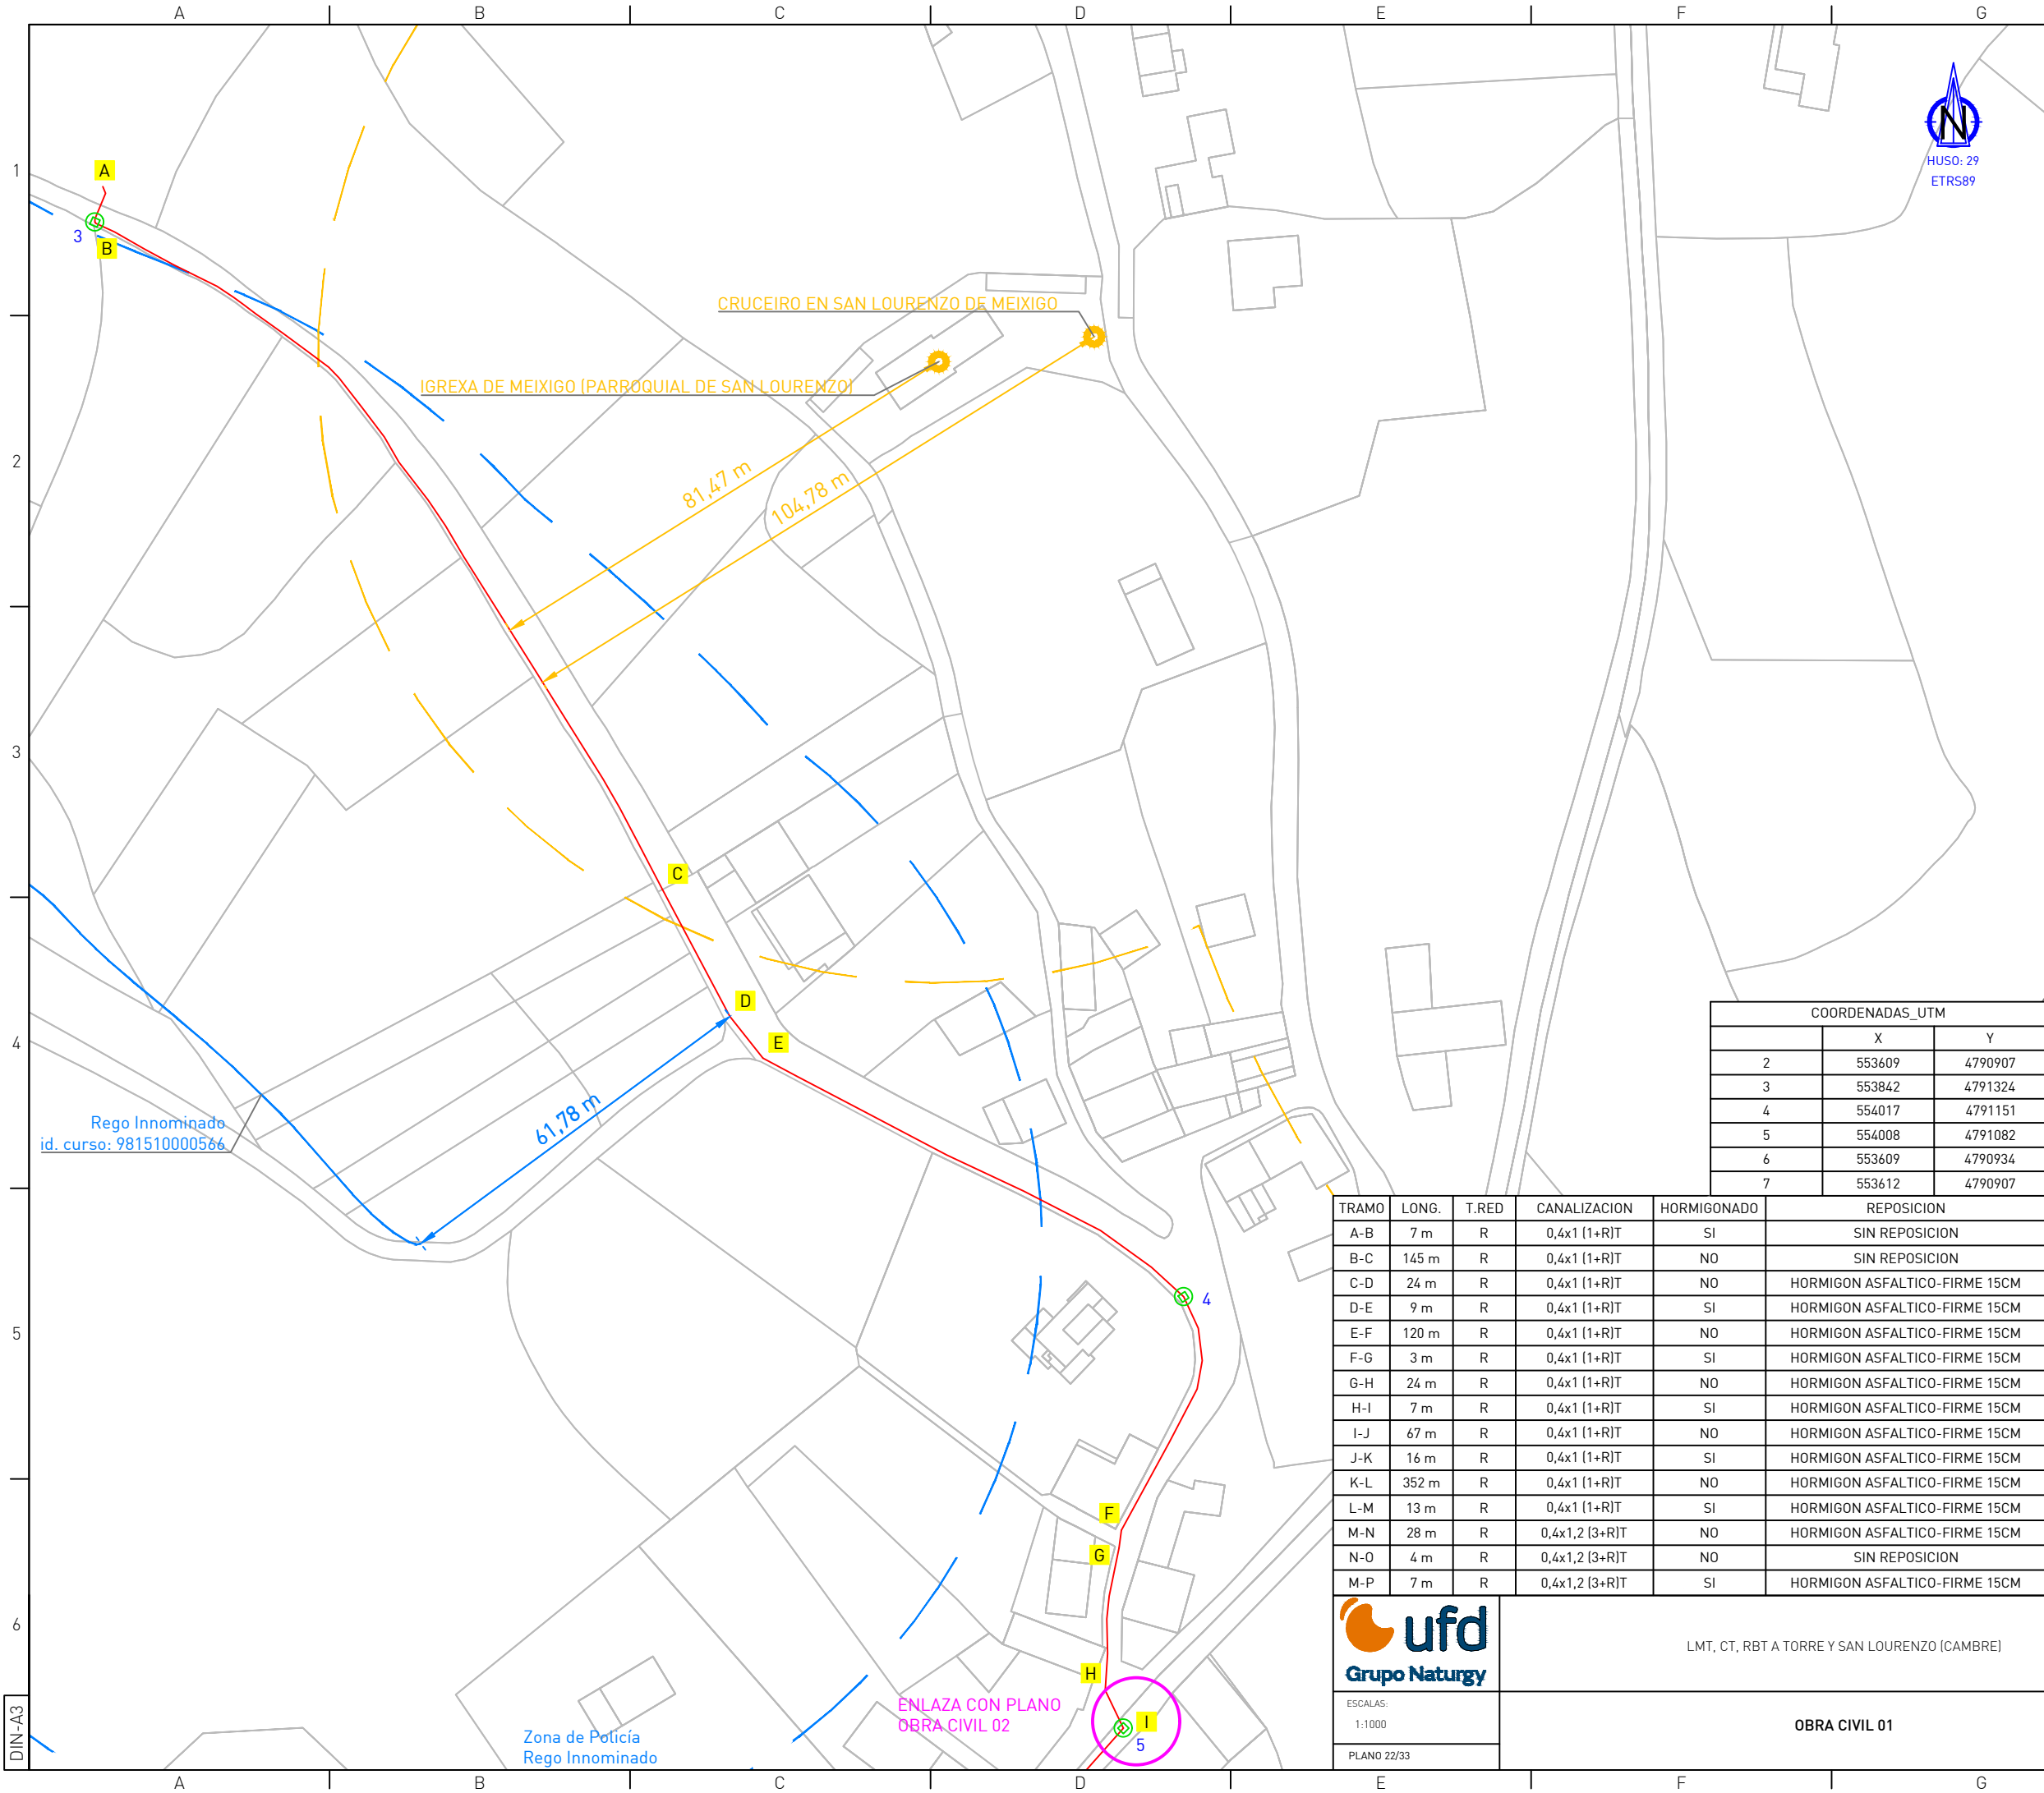 A B C D E F G
1
2
3
4
5
6
HUSO: 29
ETRS89
A
3
B
CRUCEIRO EN SAN LOURENZO DE MEIXIGO
IGREXA DE MEIXIGO (PARROQUIAL DE SAN LOURENZO)
81,47 m
104,78 m
C
D
E
61,78 m
Rego Innominado
id. curso: 981510000566
4
F
G
H
I
5
ENLAZA CON PLANO
OBRA CIVIL 02
Zona de Policía
Rego Innominado
COORDENADAS_UTM
X Y
2 553609 4790907
3 553842 4791324
4 554017 4791151
5 554008 4791082
6 553609 4790934
7 553612 4790907
TRAMO LONG. T.RED CANALIZACION HORMIGONADO REPOSICION
A-B 7 m R 0,4x1 (1+R)T SI SIN REPOSICION
B-C 145 m R 0,4x1 (1+R)T NO SIN REPOSICION
C-D 24 m R 0,4x1 (1+R)T NO HORMIGON ASFALTICO-FIRME 15CM
D-E 9 m R 0,4x1 (1+R)T SI HORMIGON ASFALTICO-FIRME 15CM
E-F 120 m R 0,4x1 (1+R)T NO HORMIGON ASFALTICO-FIRME 15CM
F-G 3 m R 0,4x1 (1+R)T SI HORMIGON ASFALTICO-FIRME 15CM
G-H 24 m R 0,4x1 (1+R)T NO HORMIGON ASFALTICO-FIRME 15CM
H-I 7 m R 0,4x1 (1+R)T SI HORMIGON ASFALTICO-FIRME 15CM
I-J 67 m R 0,4x1 (1+R)T NO HORMIGON ASFALTICO-FIRME 15CM
J-K 16 m R 0,4x1 (1+R)T SI HORMIGON ASFALTICO-FIRME 15CM
K-L 352 m R 0,4x1 (1+R)T NO HORMIGON ASFALTICO-FIRME 15CM
L-M 13 m R 0,4x1 (1+R)T SI HORMIGON ASFALTICO-FIRME 15CM
M-N 28 m R 0,4x1,2 (3+R)T NO HORMIGON ASFALTICO-FIRME 15CM
N-O 4 m R 0,4x1,2 (3+R)T NO SIN REPOSICION
M-P 7 m R 0,4x1,2 (3+R)T SI HORMIGON ASFALTICO-FIRME 15CM
ufd
Grupo Naturgy
LMT, CT, RBT A TORRE Y SAN LOURENZO (CAMBRE)
ESCALAS:
1:1000
OBRA CIVIL 01
PLANO 22/33
DIN-A3
A B C D E F G
N